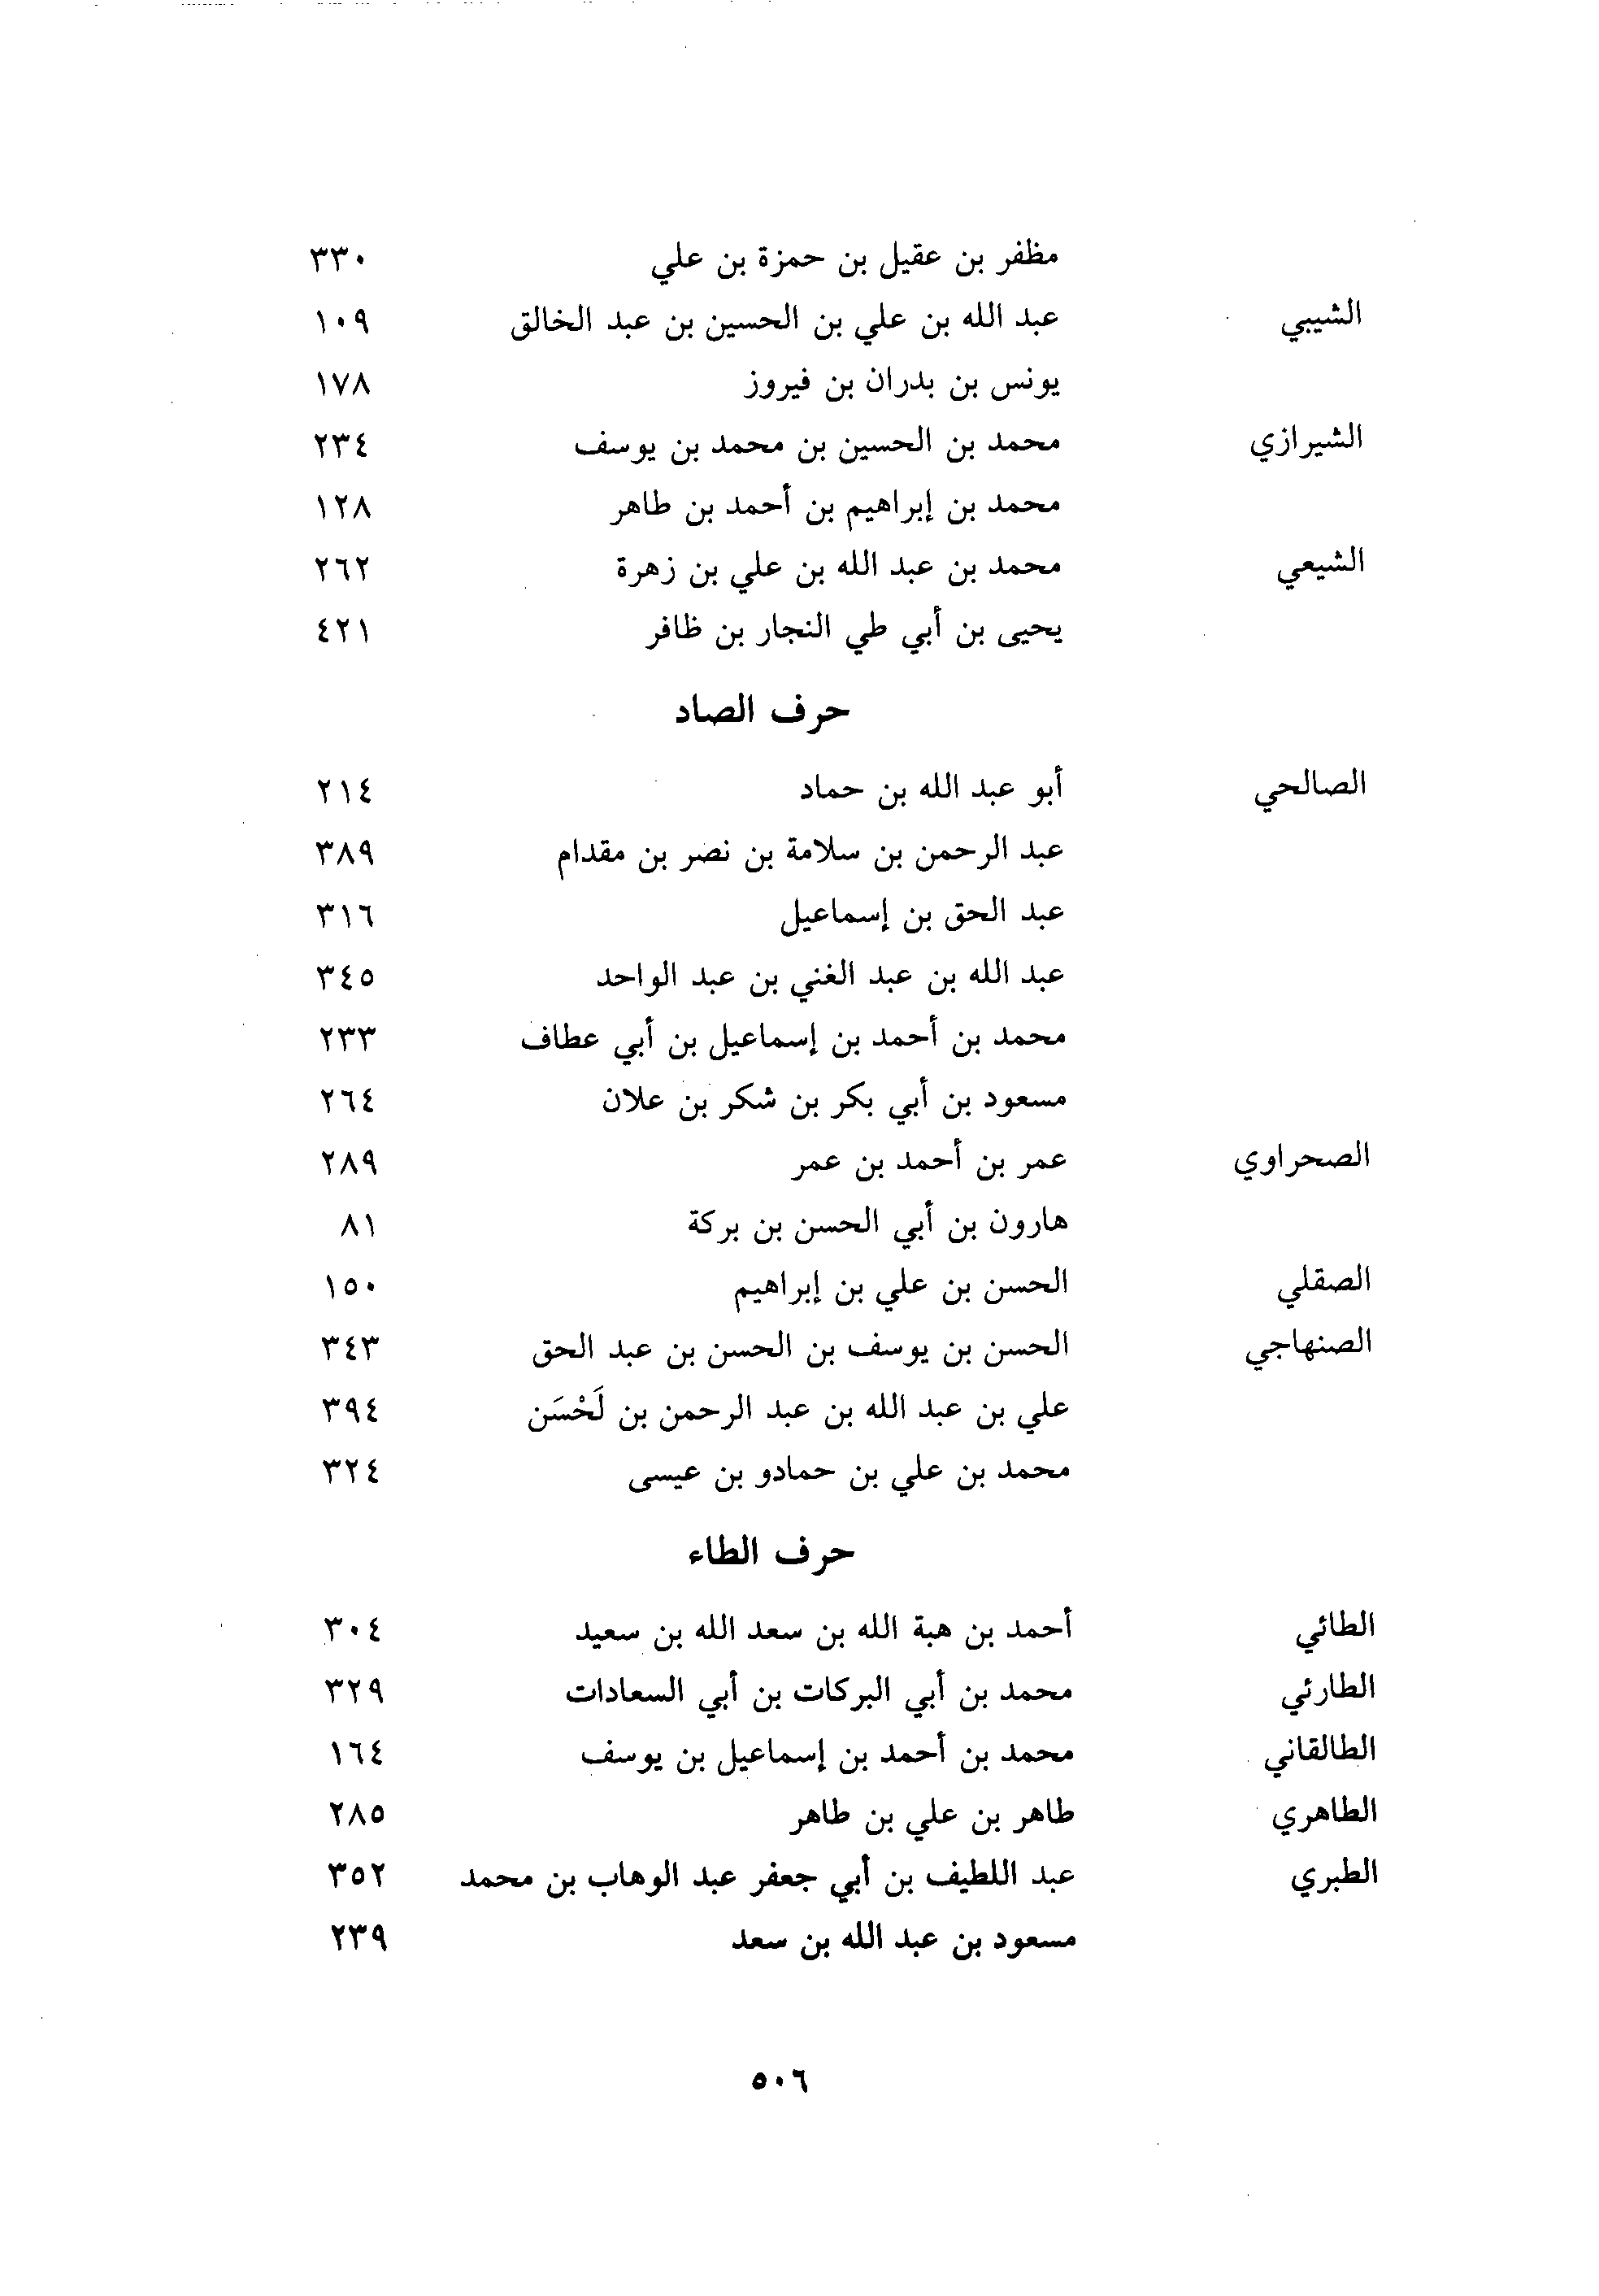 مظفر بن عقيل بن حمزة بن علي ٣٣٠
الشيبي عبد الله بن علي بن الحسين بن عبد الخالق ١٠٩
يونس بن بدران بن فيروز ١٧٨
الشيرازي محمد بن الحسين بن محمد بن يوسف ٢٣٤
محمد بن إبراهيم بن أحمد بن طاهر ١٢٨
الشيعي محمد بن عبد الله بن علي بن زهرة ٢٦٢
يحيى بن أبي طي النجار بن ظافر ٤٢١
حرف الصاد
الصالحي أبو عبد الله بن حماد ٢١٤
عبد الرحمن بن سلامة بن نصر بن مقدام ٣٨٩
عبد الحق بن إسماعيل ٣١٦
عبد الله بن عبد الغني بن عبد الواحد ٣٤٥
محمد بن أحمد بن إسماعيل بن أبي عطاف ٢٣٣
مسعود بن أبي بكر بن شكر بن علان ٢٦٤
الصحراوي عمر بن أحمد بن عمر ٢٨٩
هارون بن أبي الحسن بن بركة ٨١
الصقلي الحسن بن علي بن إبراهيم ١٥٠
الصنهاجي الحسن بن يوسف بن الحسن بن عبد الحق ٣٤٣
علي بن عبد الله بن عبد الرحمن بن لَحْسَن ٣٩٤
محمد بن علي بن حمادو بن عيسى ٣٢٤
حرف الطاء
الطائي أحمد بن هبة الله بن سعد الله بن سعيد ٣٠٤
الطارئي محمد بن أبي البركات بن أبي السعادات ٣٢٩
الطالقاني محمد بن أحمد بن إسماعيل بن يوسف ١٦٤
الطاهري طاهر بن علي بن طاهر ٢٨٥
الطبري عبد اللطيف بن أبي جعفر عبد الوهاب بن محمد ٣٥٢
مسعود بن عبد الله بن سعد ٢٣٩
٥٠٦